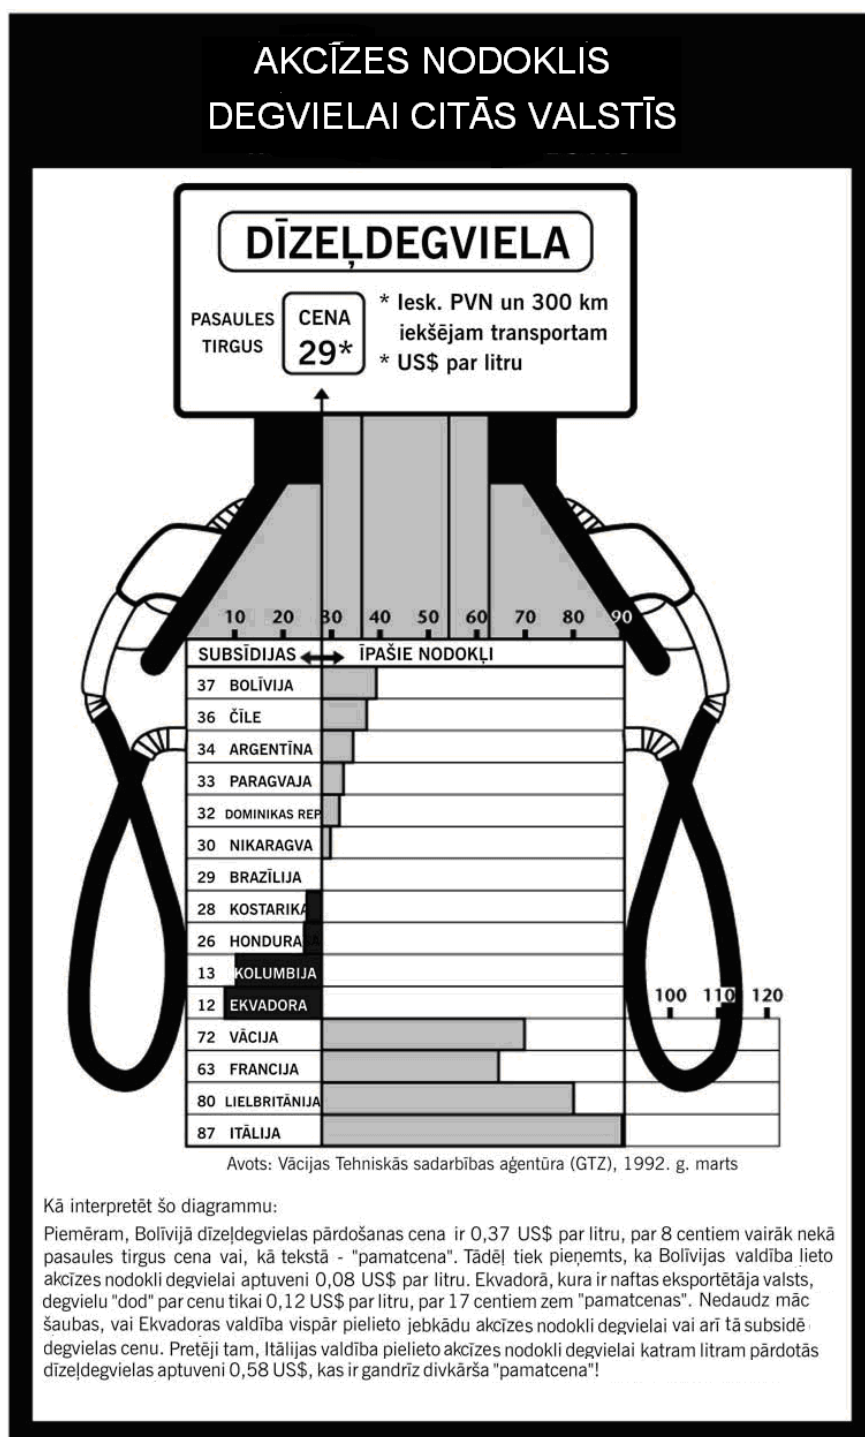 AKCĪZES NODOKLIS
DEGVIELAI CITĀS VALSTĪS
DĪZEĻDEGVIELA
PASAULES
TIRGUS
CENA
29*
* Iesk. PVN un 300 km
iekšējam transportam
* US$ par litru
10 20 30 40 50 60 70 80 90
SUBSĪDIJAS ĪPAŠIE NODOKĻI
37 BOLĪVIJA
36 ČĪLE
34 ARGENTĪNA
33 PARAGVAJA
32 DOMINIKAS REP
30 NIKARAGVA
29 BRAZĪLIJA
28 KOSTARIKA
26 HONDURASA
13 KOLUMBIJA
12 EKVADORA
100 110 120
72 VĀCIJA
63 FRANCIJA
80 LIELBRITĀNIJA
87 ITĀLIJA
Avots: Vācijas Tehniskās sadarbības aģentūra (GTZ), 1992. g. marts
Kā interpretēt šo diagrammu:
Piemēram, Bolīvijā dīzeļdegvielas pārdošanas cena ir 0,37 US$ par litru, par 8 centiem vairāk nekā
pasaules tirgus cena vai, kā tekstā - "pamatcena". Tādēļ tiek pieņemts, ka Bolīvijas valdība lieto
akcīzes nodokli degvielai aptuveni 0,08 US$ par litru. Ekvadorā, kura ir naftas eksportētāja valsts,
degvielu "dod" par cenu tikai 0,12 US$ par litru, par 17 centiem zem "pamatcenas". Nedaudz māc
šaubas, vai Ekvadoras valdība vispār pielieto jebkādu akcīzes nodokli degvielai vai arī tā subsidē
degvielas cenu. Pretēji tam, Itālijas valdība pielieto akcīzes nodokli degvielai katram litram pārdotās
dīzeļdegvielas aptuveni 0,58 US$, kas ir gandrīz divkārša "pamatcena"!